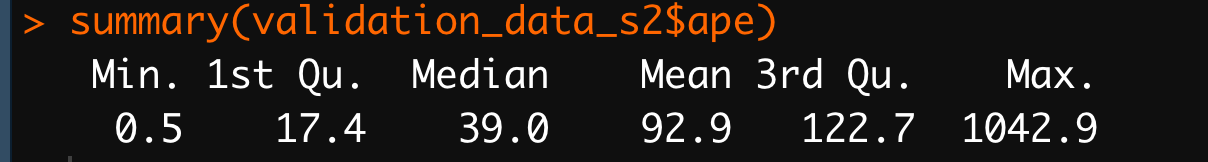 > summary(validation_data_s2$ape)
Min. 1st Qu. Median Mean 3rd Qu. Max.
0.5 17.4 39.0 92.9 122.7 1042.9